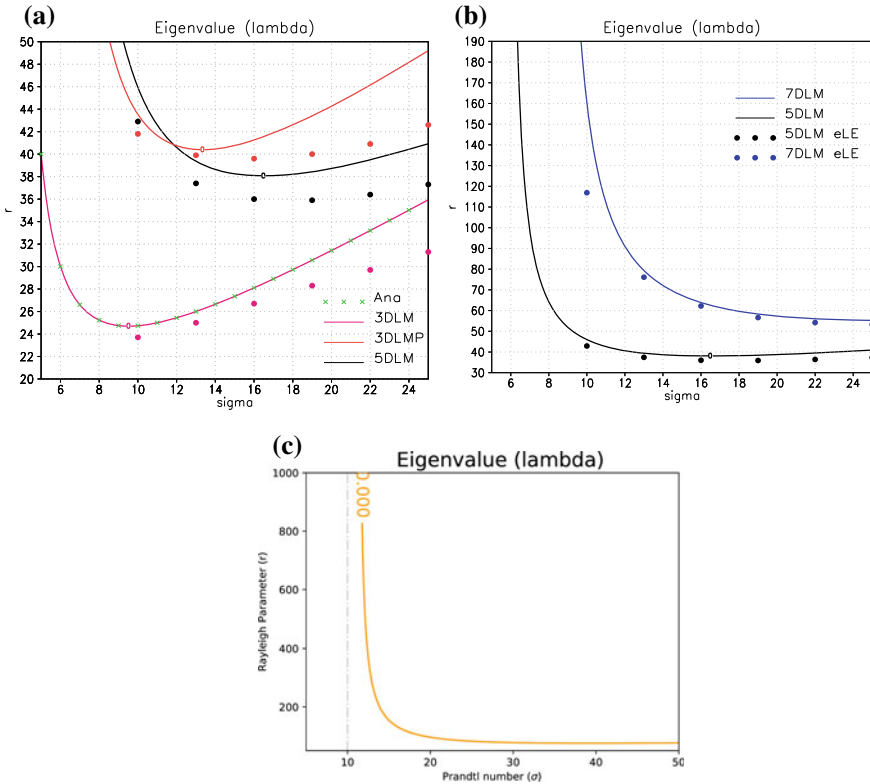 (a)
Eigenvalue (lambda)
50
48
46
44
42
40
38
36
34
32
30
28
26
24
22
20
r
6 8 10 12 14 16 18 20 22 24
sigma
0
0
0
Ana
3DLM
3DLMP
5DLM
(b)
Eigenvalue (lambda)
190
180
170
160
150
140
130
120
110
100
90
80
70
60
50
40
30
r
6 8 10 12 14 16 18 20 22 24
sigma
0
7DLM
5DLM
5DLM eLE
7DLM eLE
(c)
Eigenvalue (lambda)
1000
800
600
400
200
Rayleigh Parameter (r)
0.000
10 20 30 40 50
Prandtl number (σ)